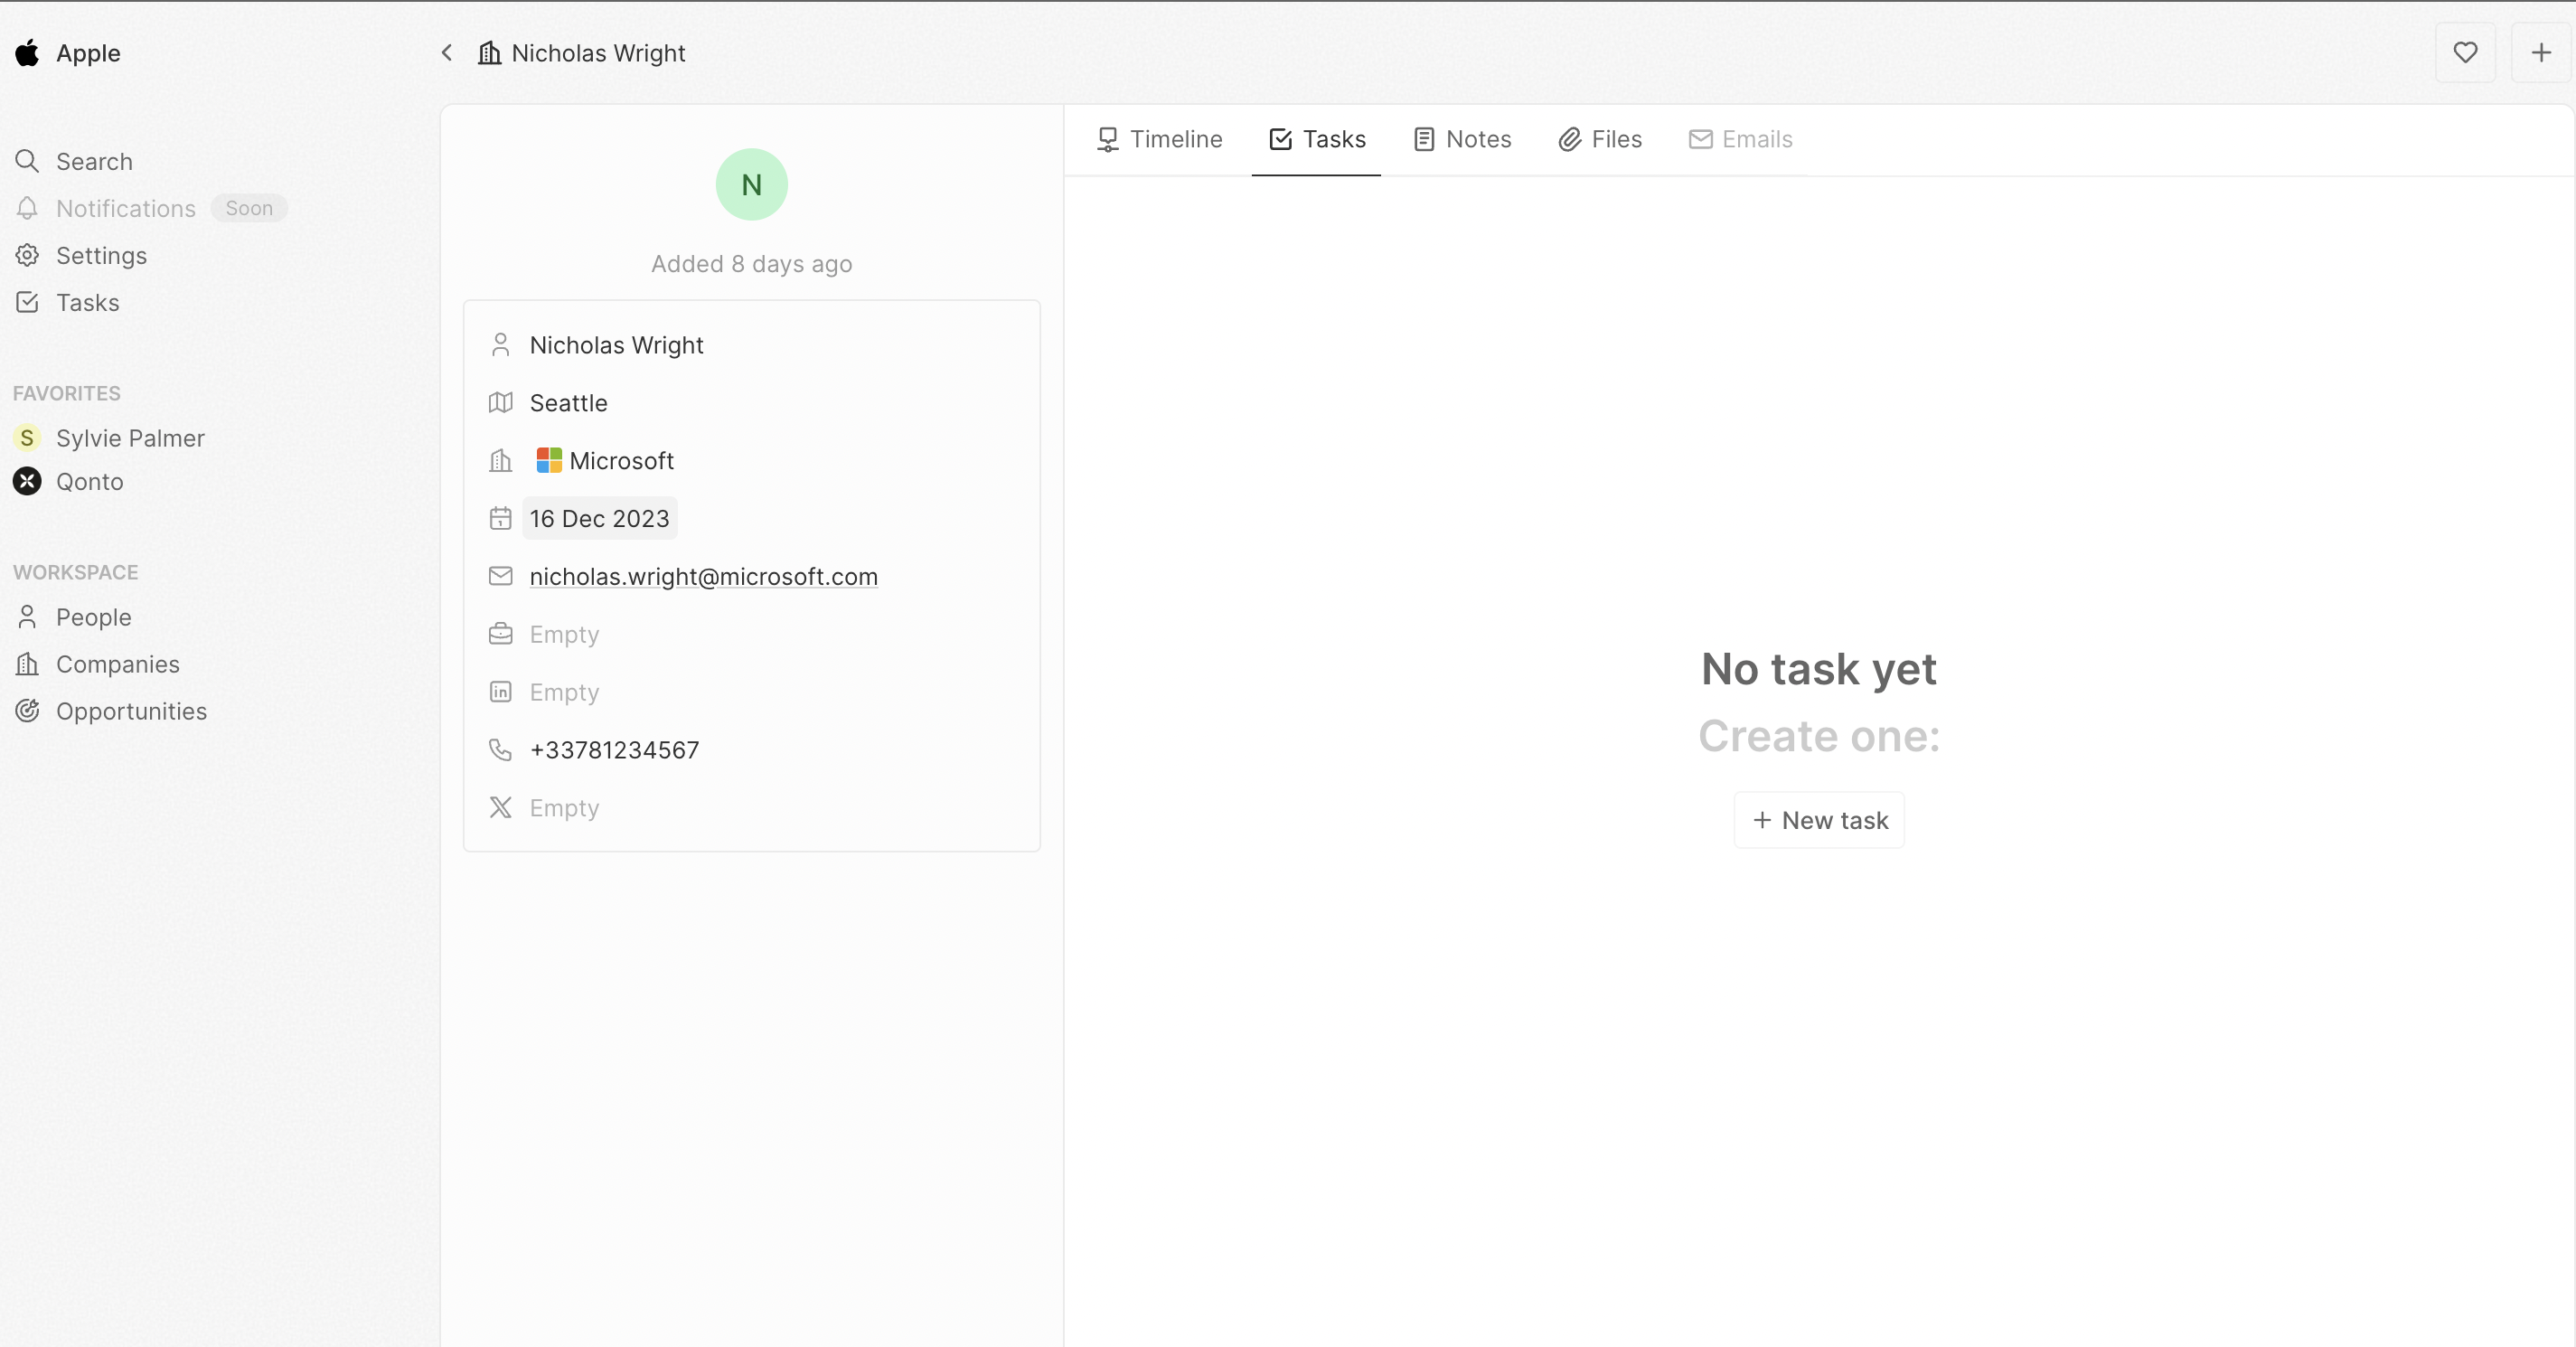 Apple
Search
Notifications Soon
Settings
Tasks
FAVORITES
S Sylvie Palmer
Qonto
WORKSPACE
People
Companies
Opportunities
Nicholas Wright
N
Added 8 days ago
Nicholas Wright
Seattle
Microsoft
16 Dec 2023
nicholas.wright@microsoft.com
Empty
in Empty
+33781234567
Empty
Timeline Tasks Notes Files Emails
No task yet
Create one:
+ New task